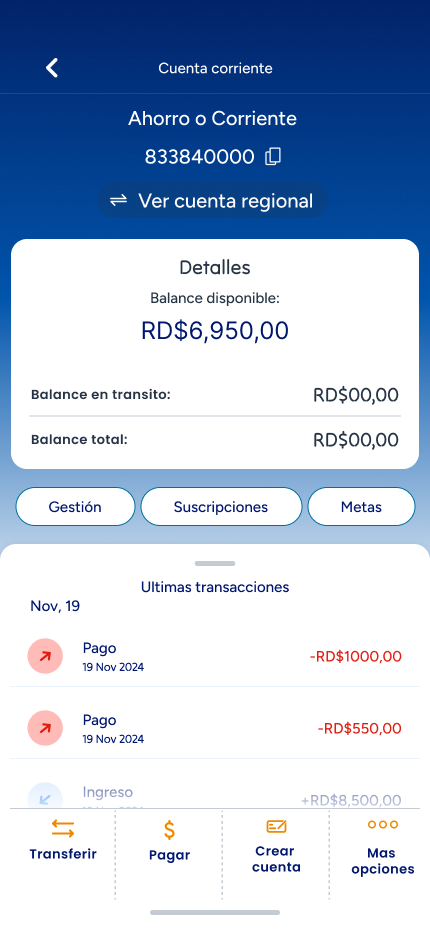 Cuenta corriente
Ahorro o Corriente
833840000
Ver cuenta regional
Detalles
Balance disponible:
RD$6,950,00
Balance en transito: RD$00,00
Balance total: RD$00,00
Gestión Suscripciones Metas
Ultimas transacciones
Nov, 19
Pago
19 Nov 2024
-RD$1000,00
Pago
19 Nov 2024
-RD$550,00
Ingreso
+RD$8,500,00
Transferir
Pagar
Crear
cuenta
Mas
opciones